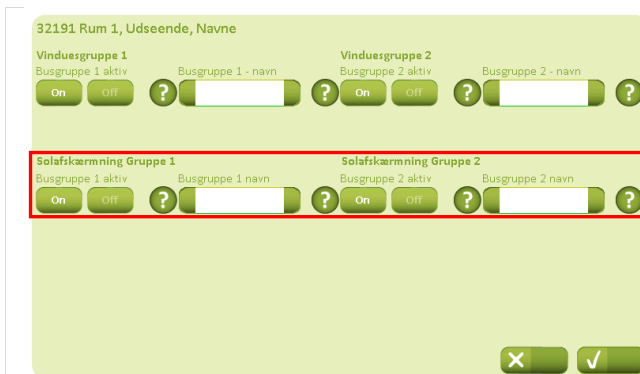 32191 Rum 1, Udseende, Navne
Vinduesgruppe 1 Vinduesgruppe 2
Busgruppe 1 aktiv Busgruppe 1 - navn Busgruppe 2 aktiv Busgruppe 2 - navn
On Off ? ? On Off ? ?
Solafskærmning Gruppe 1 Solafskærmning Gruppe 2
Busgruppe 1 aktiv Busgruppe 1 navn Busgruppe 2 aktiv Busgruppe 2 navn
On Off ? ? On Off ? ?